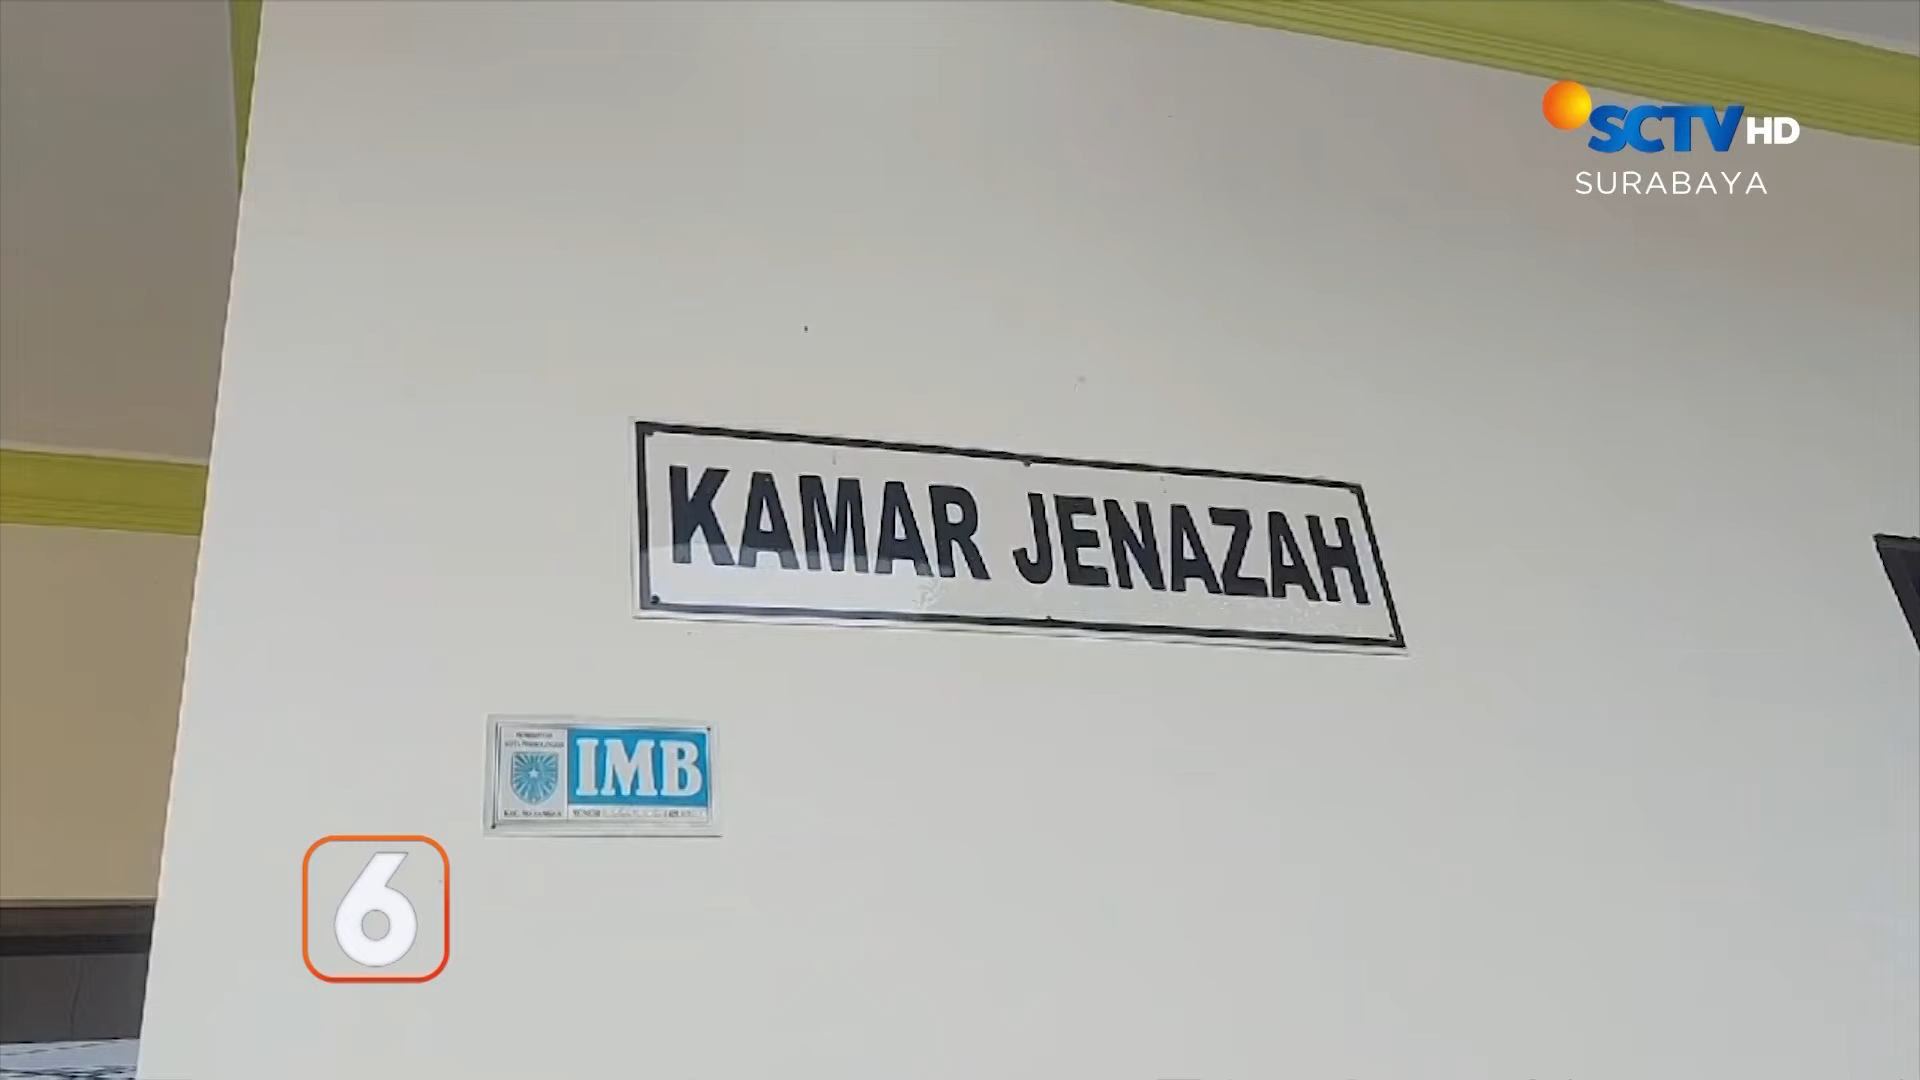 SCTV HD
SURABAYA
KAMAR JENAZAH
IMB
6